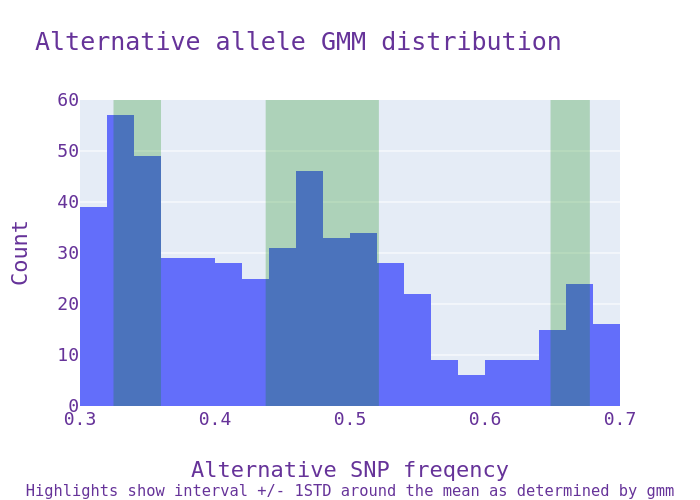 Alternative allele GMM distribution
60
50
40
30
20
10
0
Count
0.3 0.4 0.5 0.6 0.7
Alternative SNP freqency
Highlights show interval +/- 1STD around the mean as determined by gmm